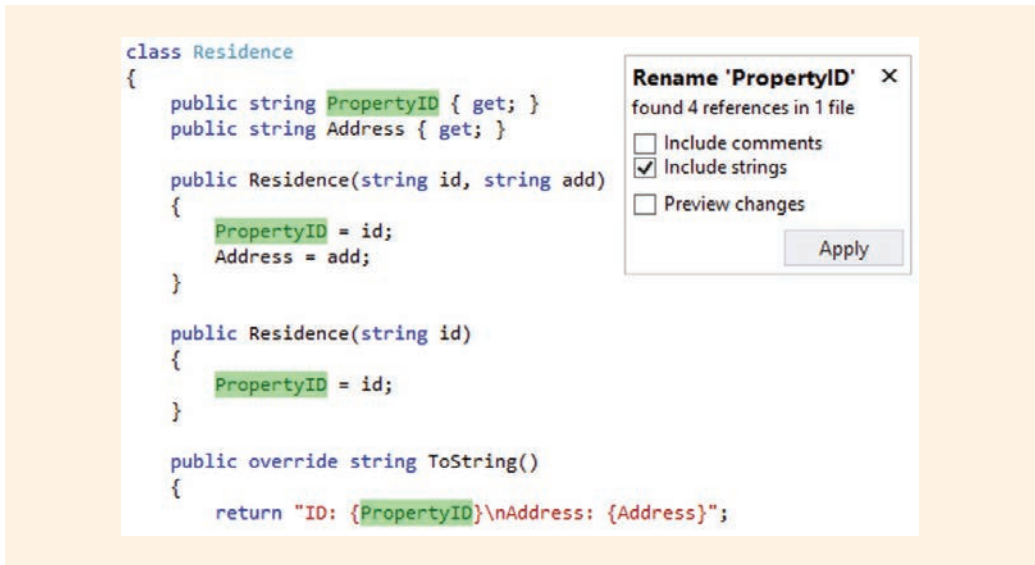 class Residence
{
    public string PropertyID { get; }
    public string Address { get; }
    public Residence(string id, string add)
    {
        PropertyID = id;
        Address = add;
    }
    public Residence(string id)
    {
        PropertyID = id;
    }
    public override string ToString()
    {
        return "ID: {PropertyID}\nAddress: {Address}";
Rename 'PropertyID' ×
found 4 references in 1 file
Include comments
Include strings
Preview changes
Apply